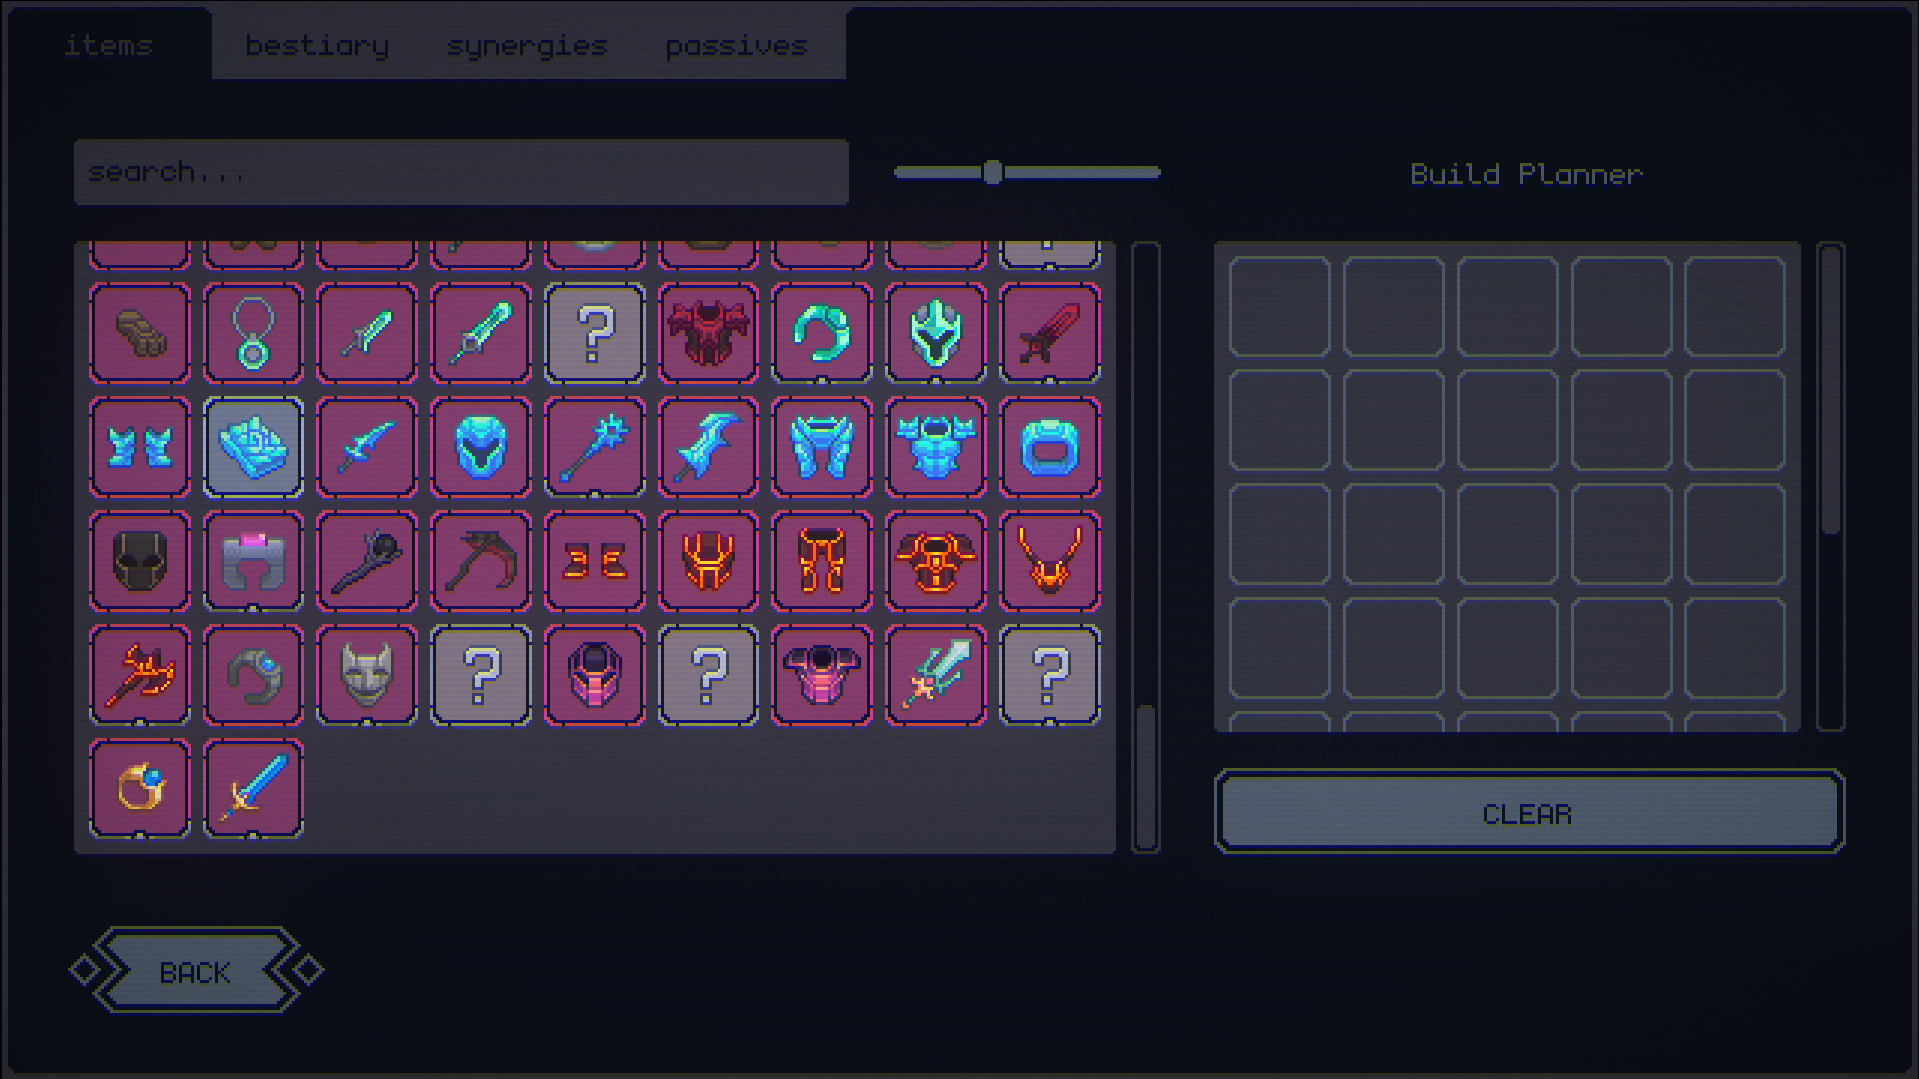 items bestiary synergies passives
search...
Build Planner
?
? ? ?
CLEAR
BACK